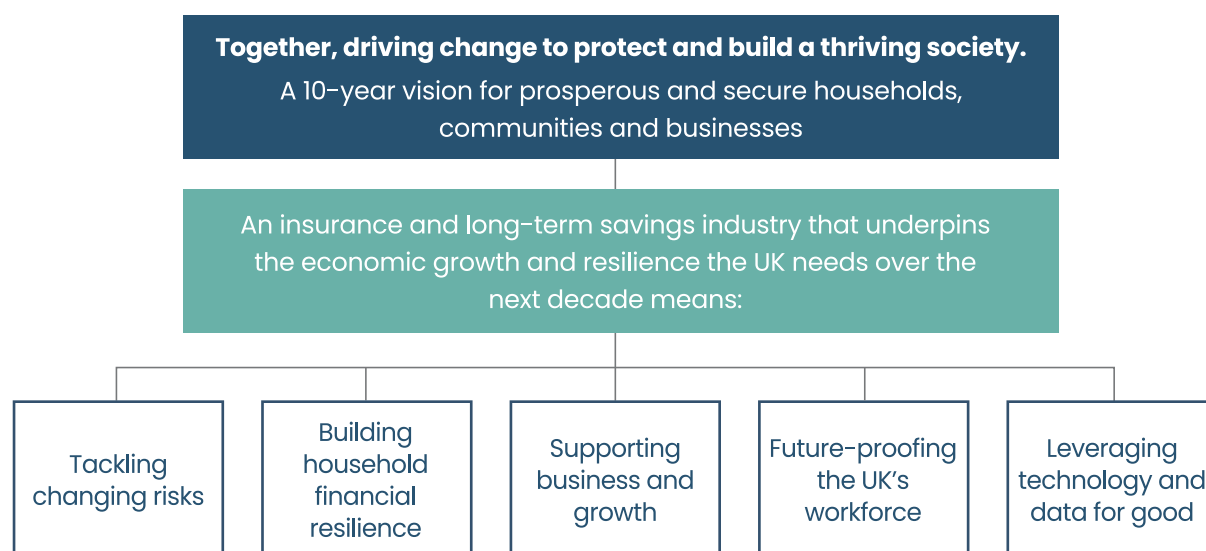 Together, driving change to protect and build a thriving society.
A 10-year vision for prosperous and secure households,
communities and businesses
An insurance and long-term savings industry that underpins
the economic growth and resilience the UK needs over the
next decade means:
Tackling
changing risks
Building
household
financial
resilience
Supporting
business and
growth
Future-proofing
the UK's
workforce
Leveraging
technology and
data for good